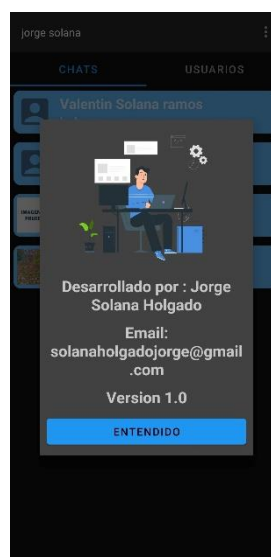 jorge solana
CHATS
USUARIOS
Valentin Solana ramos
Desarrollado por : Jorge
Solana Holgado
Email:
solanaholgadojorge@gmail
.com
Version 1.0
ENTENDIDO